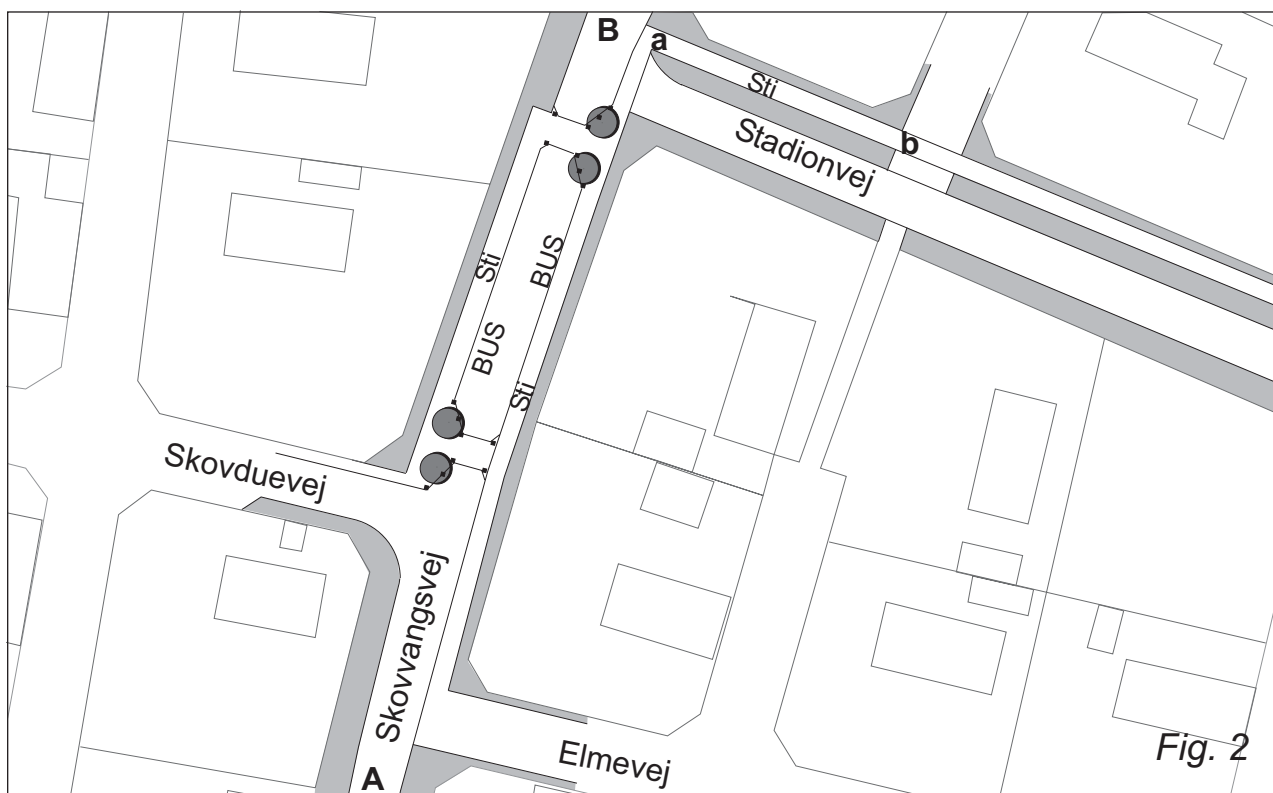 B
a
Sti
b
Stadionvej
Sti
BUS
BUS
Sti
Skovduevej
Skovvangsvej
Elmevej
A
Fig. 2